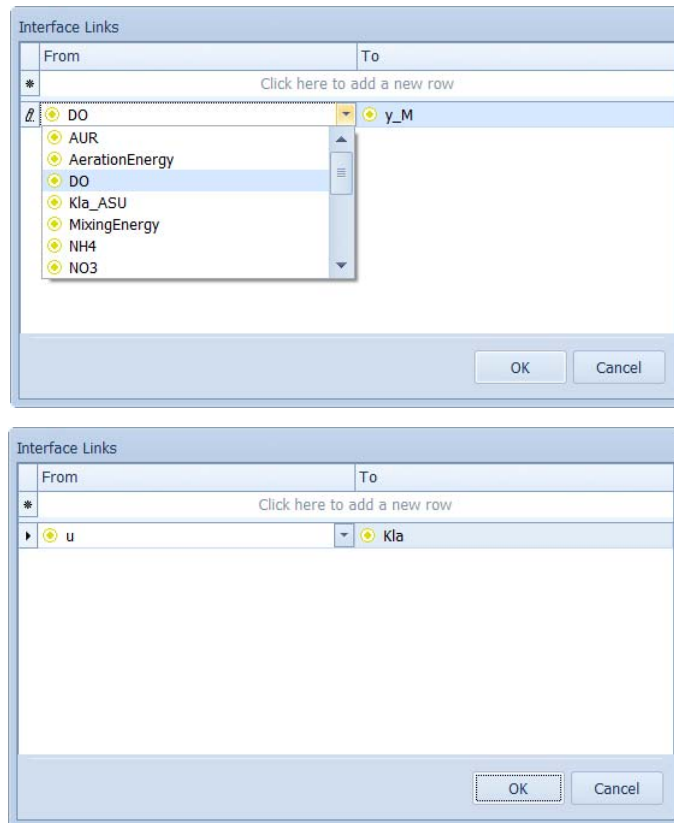 Interface Links
From To
Click here to add a new row
DO y_M
AUR
AerationEnergy
DO
Kla_ASU
MixingEnergy
NH4
NO3
OK Cancel
Interface Links
From To
Click here to add a new row
u Kla
OK Cancel